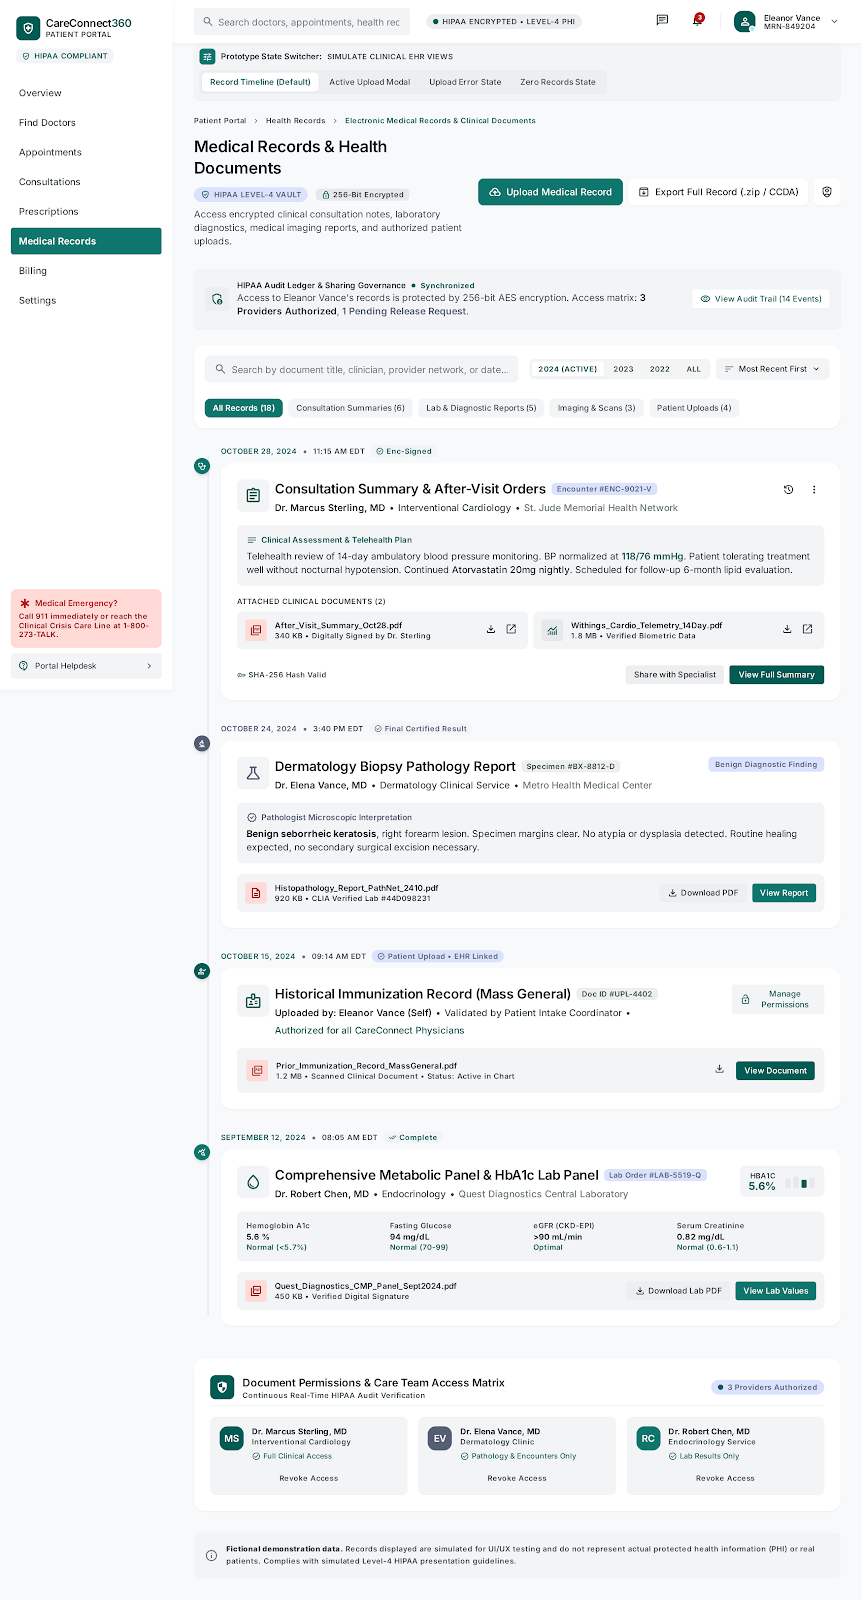 CareConnect360
PATIENT PORTAL
HIPAA COMPLIANT
Overview
Find Doctors
Appointments
Consultations
Prescriptions
Medical Records
Billing
Settings
Medical Emergency?
Call 911 immediately or reach the
Clinical Crisis Care Line at 1-800-
273-TALK.
Portal Helpdesk
Search doctors, appointments, health rec
HIPAA ENCRYPTED • LEVEL-4 PHI
3
Eleanor Vance
MRN-849204
Prototype State Switcher: SIMULATE CLINICAL EHR VIEWS
Record Timeline (Default)
Active Upload Modal
Upload Error State
Zero Records State
Patient Portal > Health Records > Electronic Medical Records & Clinical Documents
Medical Records & Health
Documents
HIPAA LEVEL-4 VAULT
256-Bit Encrypted
Access encrypted clinical consultation notes, laboratory
diagnostics, medical imaging reports, and authorized patient
uploads.
Upload Medical Record
Export Full Record (.zip / CCDA)
HIPAA Audit Ledger & Sharing Governance • Synchronized
Access to Eleanor Vance's records is protected by 256-bit AES encryption. Access matrix: 3
Providers Authorized, 1 Pending Release Request.
View Audit Trail (14 Events)
Search by document title, clinician, provider network, or date...
2024 (ACTIVE)
2023
2022
ALL
Most Recent First
All Records (18)
Consultation Summaries (6)
Lab & Diagnostic Reports (5)
Imaging & Scans (3)
Patient Uploads (4)
OCTOBER 28, 2024 • 11:15 AM EDT
Enc-Signed
Consultation Summary & After-Visit Orders
Encounter #ENC-9021-V
Dr. Marcus Sterling, MD • Interventional Cardiology • St. Jude Memorial Health Network
Clinical Assessment & Telehealth Plan
Telehealth review of 14-day ambulatory blood pressure monitoring. BP normalized at 118/76 mmHg. Patient tolerating treatment
well without nocturnal hypotension. Continued Atorvastatin 20mg nightly. Scheduled for follow-up 6-month lipid evaluation.
ATTACHED CLINICAL DOCUMENTS (2)
After_Visit_Summary_Oct28.pdf
340 KB • Digitally Signed by Dr. Sterling
Withings_Cardio_Telemetry_14Day.pdf
1.8 MB • Verified Biometric Data
SHA-256 Hash Valid
Share with Specialist
View Full Summary
OCTOBER 24, 2024 • 3:40 PM EDT
Final Certified Result
Dermatology Biopsy Pathology Report
Specimen #BX-8812-D
Benign Diagnostic Finding
Dr. Elena Vance, MD • Dermatology Clinical Service • Metro Health Medical Center
Pathologist Microscopic Interpretation
Benign seborrheic keratosis, right forearm lesion. Specimen margins clear. No atypia or dysplasia detected. Routine healing
expected, no secondary surgical excision necessary.
Histopathology_Report_PathNet_2410.pdf
920 KB • CLIA Verified Lab #44D098231
Download PDF
View Report
OCTOBER 15, 2024 • 09:14 AM EDT
Patient Upload • EHR Linked
Historical Immunization Record (Mass General)
Doc ID #UPL-4402
Uploaded by: Eleanor Vance (Self) • Validated by Patient Intake Coordinator •
Authorized for all CareConnect Physicians
Manage
Permissions
Prior_Immunization_Record_MassGeneral.pdf
1.2 MB • Scanned Clinical Document • Status: Active in Chart
View Document
SEPTEMBER 12, 2024 • 08:05 AM EDT
Complete
Comprehensive Metabolic Panel & HbA1c Lab Panel
Lab Order #LAB-5519-Q
Dr. Robert Chen, MD • Endocrinology • Quest Diagnostics Central Laboratory
HBA1C
5.6%
Hemoglobin A1c
5.6 %
Normal (<5.7%)
Fasting Glucose
94 mg/dL
Normal (70-99)
eGFR (CKD-EPI)
>90 mL/min
Optimal
Serum Creatinine
0.82 mg/dL
Normal (0.6-1.1)
Quest_Diagnostics_CMP_Panel_Sept2024.pdf
450 KB • Verified Digital Signature
Download Lab PDF
View Lab Values
Document Permissions & Care Team Access Matrix
Continuous Real-Time HIPAA Audit Verification
3 Providers Authorized
MS
Dr. Marcus Sterling, MD
Interventional Cardiology
Full Clinical Access
Revoke Access
EV
Dr. Elena Vance, MD
Dermatology Clinic
Pathology & Encounters Only
Revoke Access
RC
Dr. Robert Chen, MD
Endocrinology Service
Lab Results Only
Revoke Access
Fictional demonstration data. Records displayed are simulated for UI/UX testing and do not represent actual protected health information (PHI) or real
patients. Complies with simulated Level-4 HIPAA presentation guidelines.